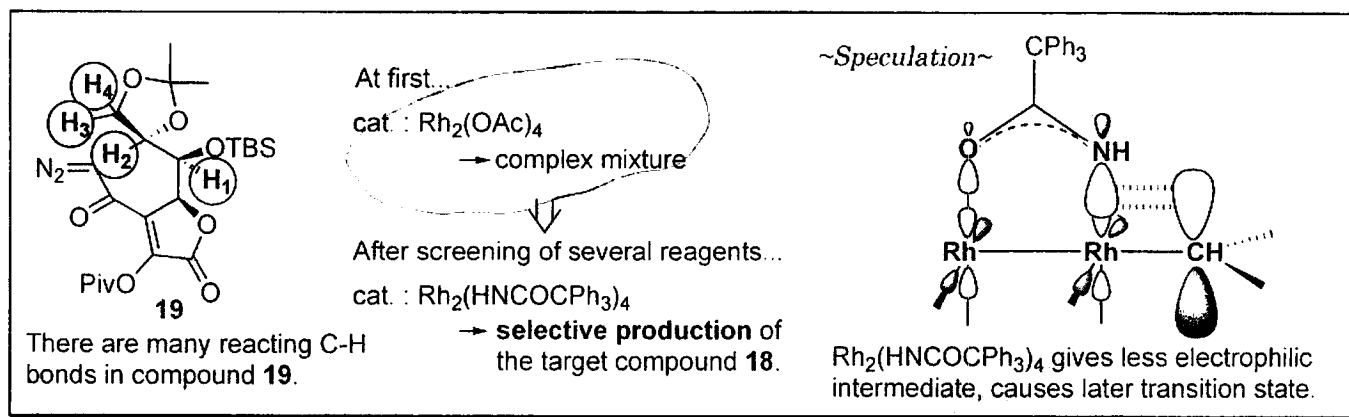 H4
H3
H2
H1
O
O
OTBS
N2
O
O
PivO
O
19
There are many reacting C-H
bonds in compound 19.
At first...
cat. : Rh2(OAc)4
→ complex mixture
After screening of several reagents...
cat. : Rh2(HNCOCPh3)4
→ selective production of
the target compound 18.
~Speculation~
CPh3
O
NH
Rh
Rh
CH
Rh2(HNCOCPh3)4 gives less electrophilic
intermediate, causes later transition state.